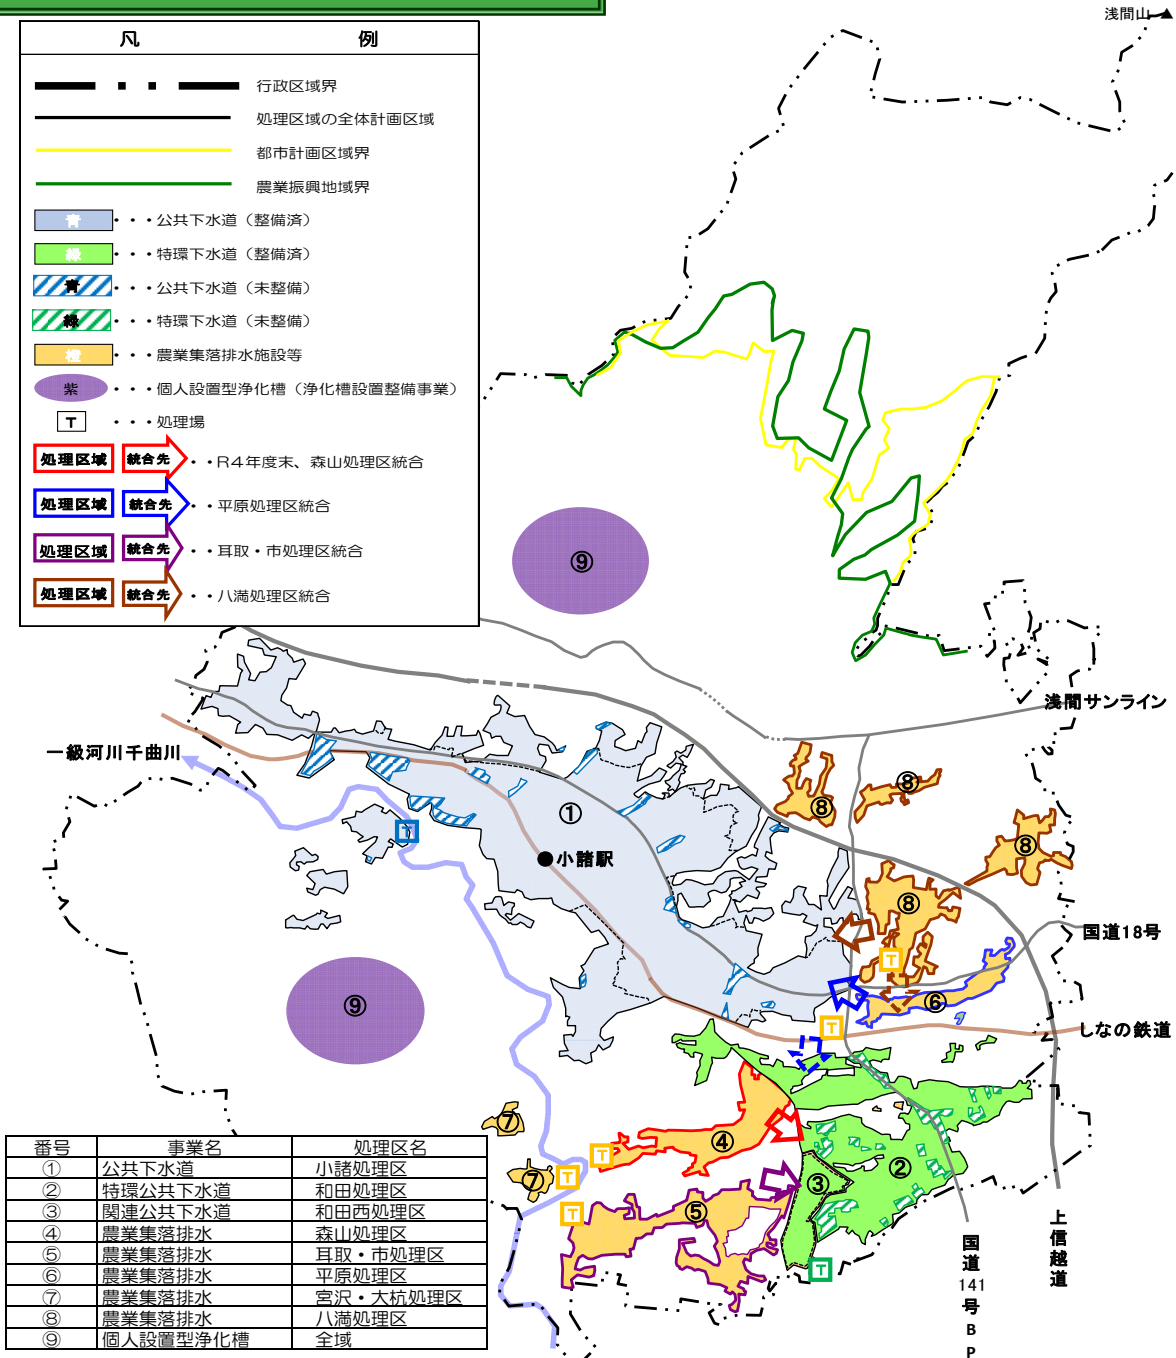 浅間山▲
凡 例
行政区域界
処理区域の全体計画区域
都市計画区域界
農業振興地域界
青 ・・・公共下水道（整備済）
緑 ・・・特環下水道（整備済）
青 ・・・公共下水道（未整備）
緑 ・・・特環下水道（未整備）
橙 ・・・農業集落排水施設等
紫 ・・・個人設置型浄化槽（浄化槽設置整備事業）
T ・・・処理場
処理区域 統合先 ・・R4年度末、森山処理区統合
処理区域 統合先 ・・平原処理区統合
処理区域 統合先 ・・耳取・市処理区統合
処理区域 統合先 ・・八満処理区統合
⑨
浅間サンライン
一級河川千曲川
⑧
⑧
①
T
⑧
●小諸駅
⑧
国道18号
T
⑨
⑥
T
しなの鉄道
⑦
④
T
②
⑦
T
③
⑤
T
T
上信越道
国道141号BP
番号 事業名 処理区名
① 公共下水道 小諸処理区
② 特環公共下水道 和田処理区
③ 関連公共下水道 和田西処理区
④ 農業集落排水 森山処理区
⑤ 農業集落排水 耳取・市処理区
⑥ 農業集落排水 平原処理区
⑦ 農業集落排水 宮沢・大杭処理区
⑧ 農業集落排水 八満処理区
⑨ 個人設置型浄化槽 全域